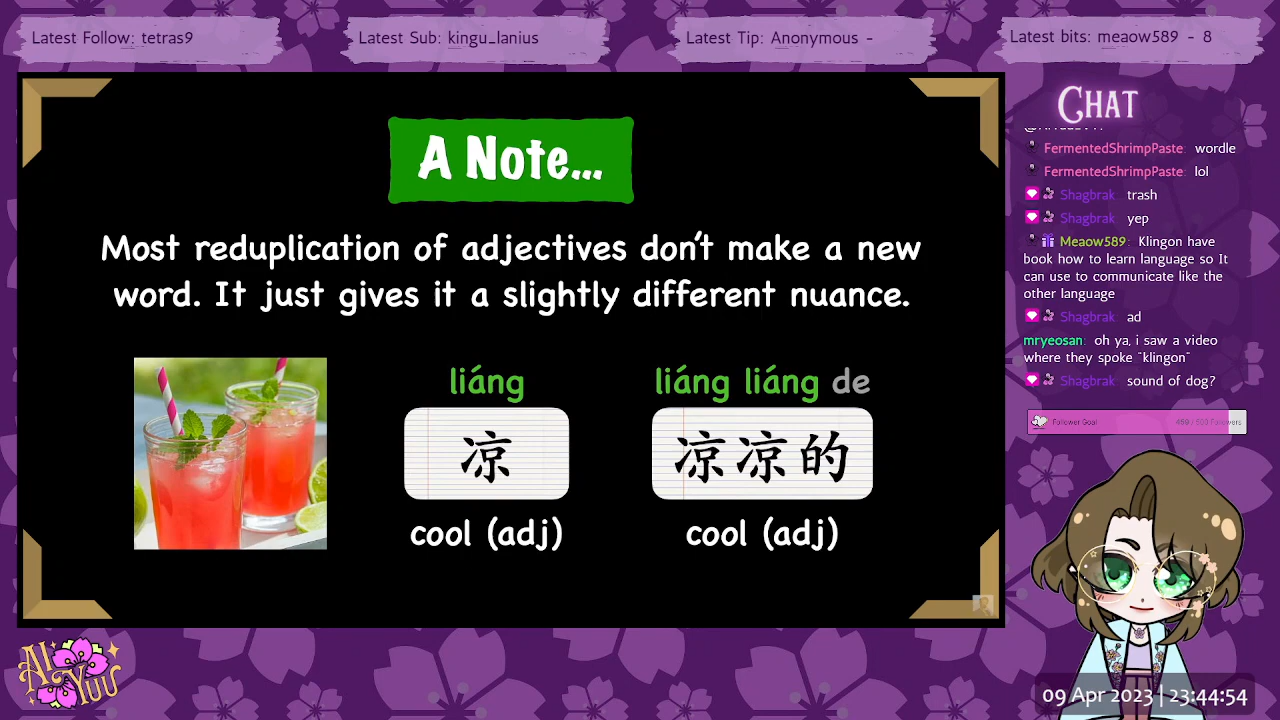 Latest Follow: tetras9
Latest Sub: kingu_lanius
Latest Tip: Anonymous -
Latest bits: meaow589 - 8
A Note...
Most reduplication of adjectives don't make a new
word. It just gives it a slightly different nuance.
liáng
liáng liáng de
凉
凉凉的
cool (adj)
cool (adj)
CHAT
FermentedShrimpPaste: wordle
FermentedShrimpPaste: lol
Shagbrak: trash
Shagbrak: yep
Meaow589: Klingon have
book how to learn language so It
can use to communicate like the
other language
Shagbrak: ad
mryeosan: oh ya, i saw a video
where they spoke "klingon"
Shagbrak: sound of dog?
Follower Goal
Followers
AI
YUU
09 Apr 2023 | 23:44:54